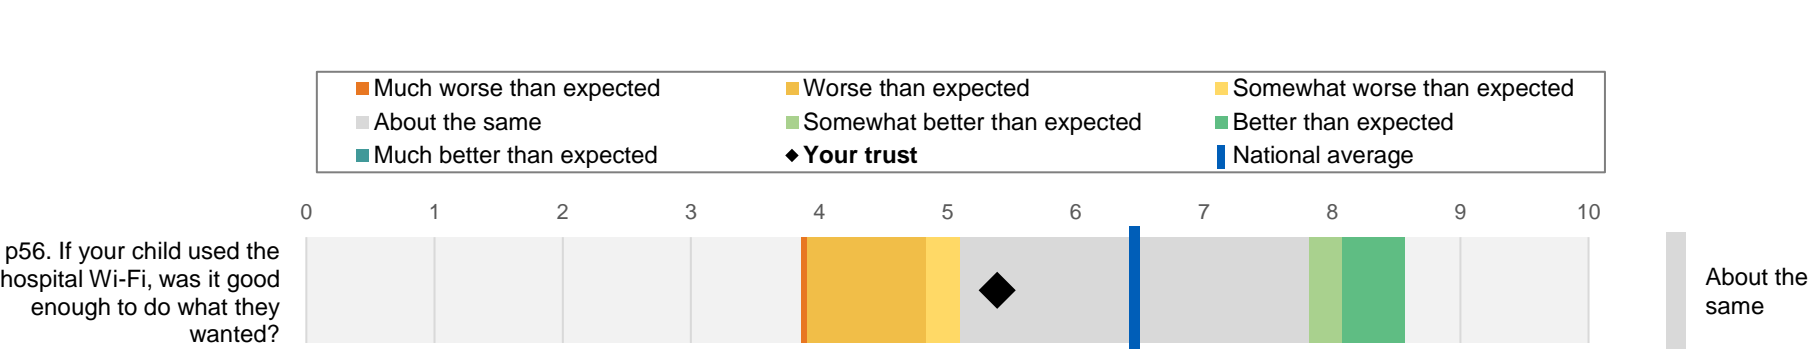 Much worse than expected Worse than expected Somewhat worse than expected
About the same Somewhat better than expected Better than expected
Much better than expected Your trust National average
0 1 2 3 4 5 6 7 8 9 10
p56. If your child used the
hospital Wi-Fi, was it good
enough to do what they
wanted?
About the
same